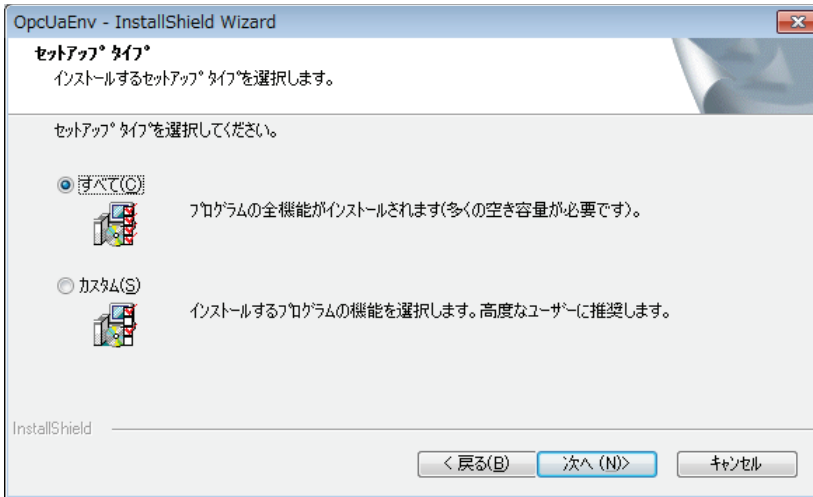 OpcUaEnv - InstallShield Wizard
セットアップ タイプ
インストールするセットアップ タイプを選択します。
セットアップ タイプを選択してください。
すべて(C)
プログラムの全機能がインストールされます(多くの空き容量が必要です)。
カスタム(S)
インストールするプログラムの機能を選択します。高度なユーザーに推奨します。
InstallShield
< 戻る(B)
次へ (N)>
キャンセル